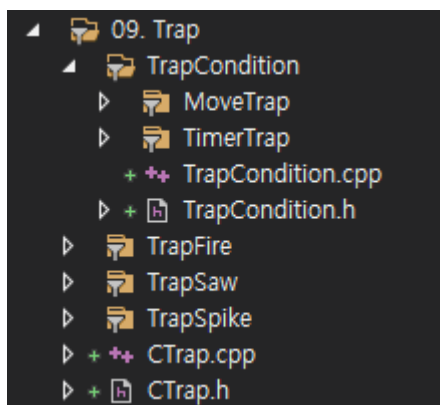 09. Trap
TrapCondition
MoveTrap
TimerTrap
TrapCondition.cpp
TrapCondition.h
TrapFire
TrapSaw
TrapSpike
CTrap.cpp
CTrap.h